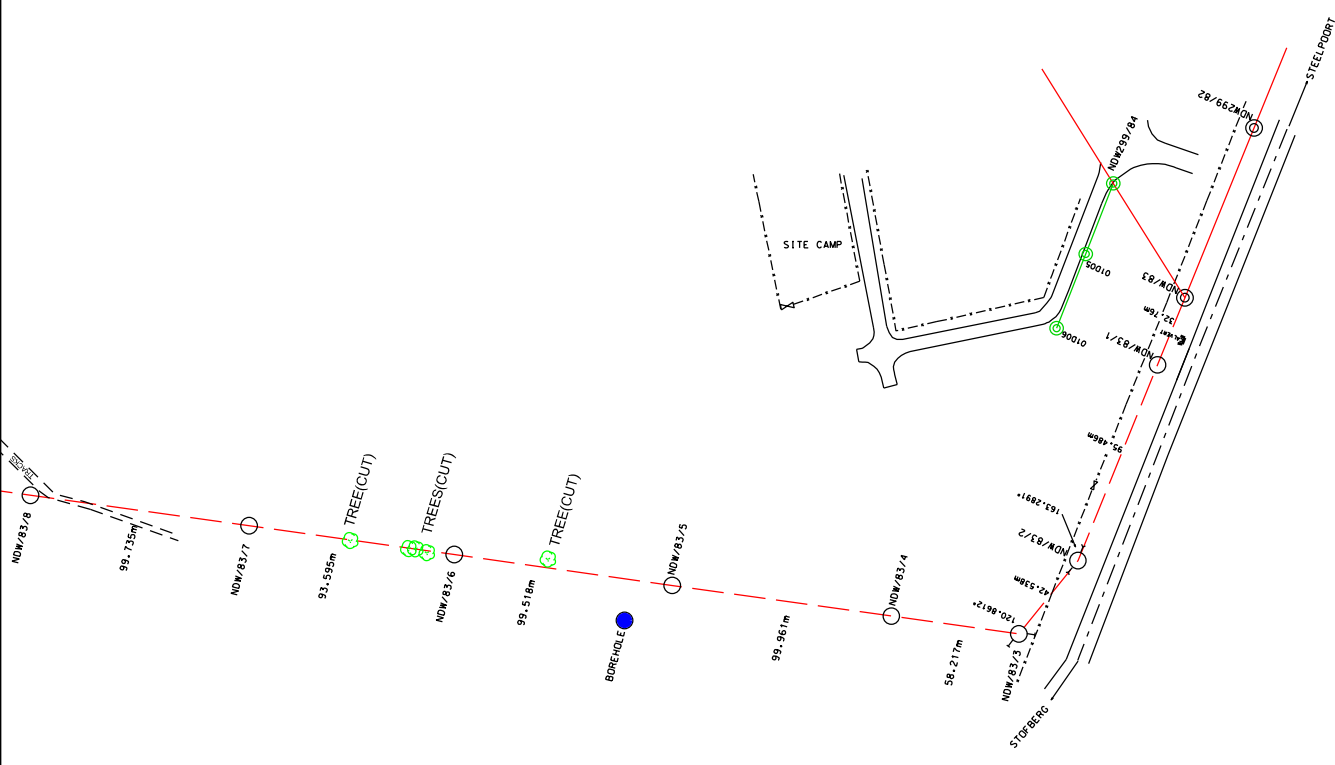 STEELPOORT
NDW299/82
NDW299/84
SITE CAMP
01D05
NDW/83
32.76m
01D06
NDW/83/1
95.486m
TRACKS
TREE(CUT)
TREES(CUT)
TREE(CUT)
163.2891°
NDW/83/2
NDW/83/8
99.735m
NDW/83/7
93.595m
NDW/83/6
99.518m
NDW/83/5
NDW/83/4
42.538m
120.8612°
BOREHOLE
99.961m
58.217m
NDW/83/3
STOFBERG